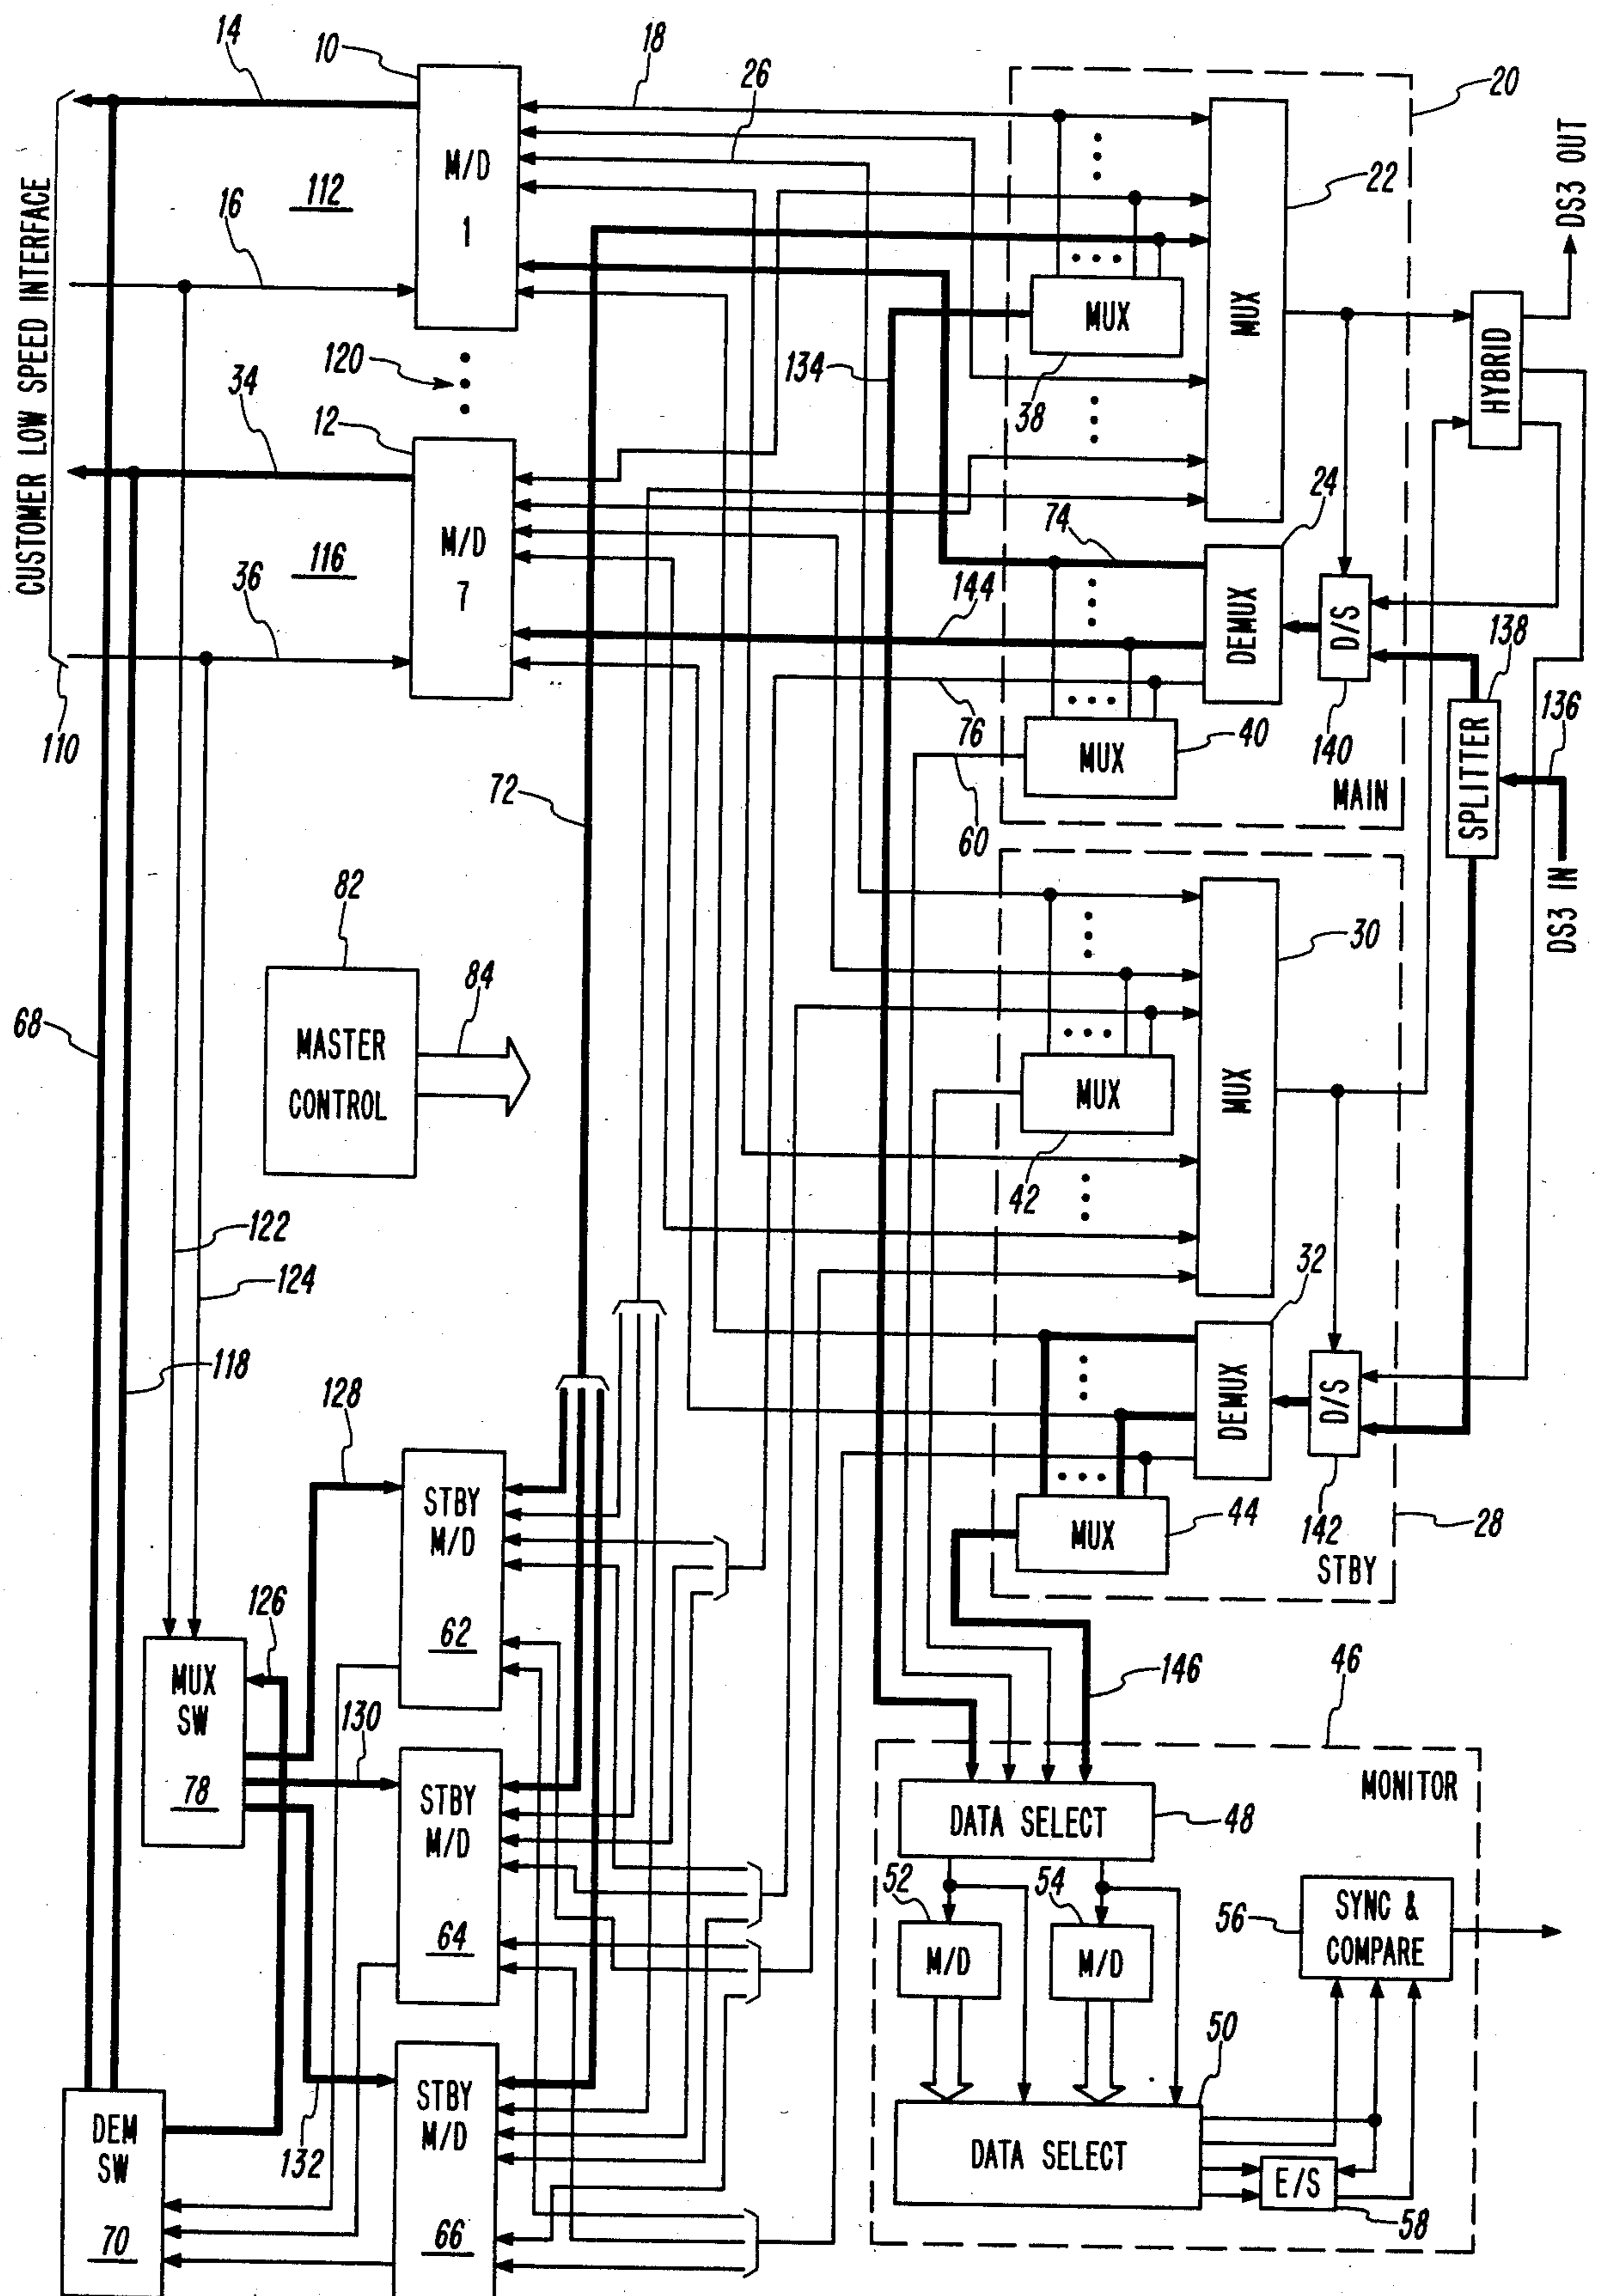 14
10
18
26
20
DS3 OUT
CUSTOMER LOW SPEED INTERFACE
112
16
M/D
1
22
MUX
MUX
38
HYBRID
134
120
34
12
24
74
M/D
7
116
36
144
DEMUX
D/S
138
136
110
76
MUX
40
140
MAIN
SPLITTER
72
60
DS3 IN
82
84
30
68
MASTER
CONTROL
MUX
MUX
42
122
124
32
118
128
DEMUX
D/S
STBY
M/D
62
MUX
44
142
28
STBY
126
MUX
SW
78
130
146
46
MONITOR
STBY
M/D
64
DATA SELECT
48
52
54
M/D
M/D
56
SYNC &
COMPARE
50
DEM
SW
70
132
STBY
M/D
66
DATA SELECT
E/S
58